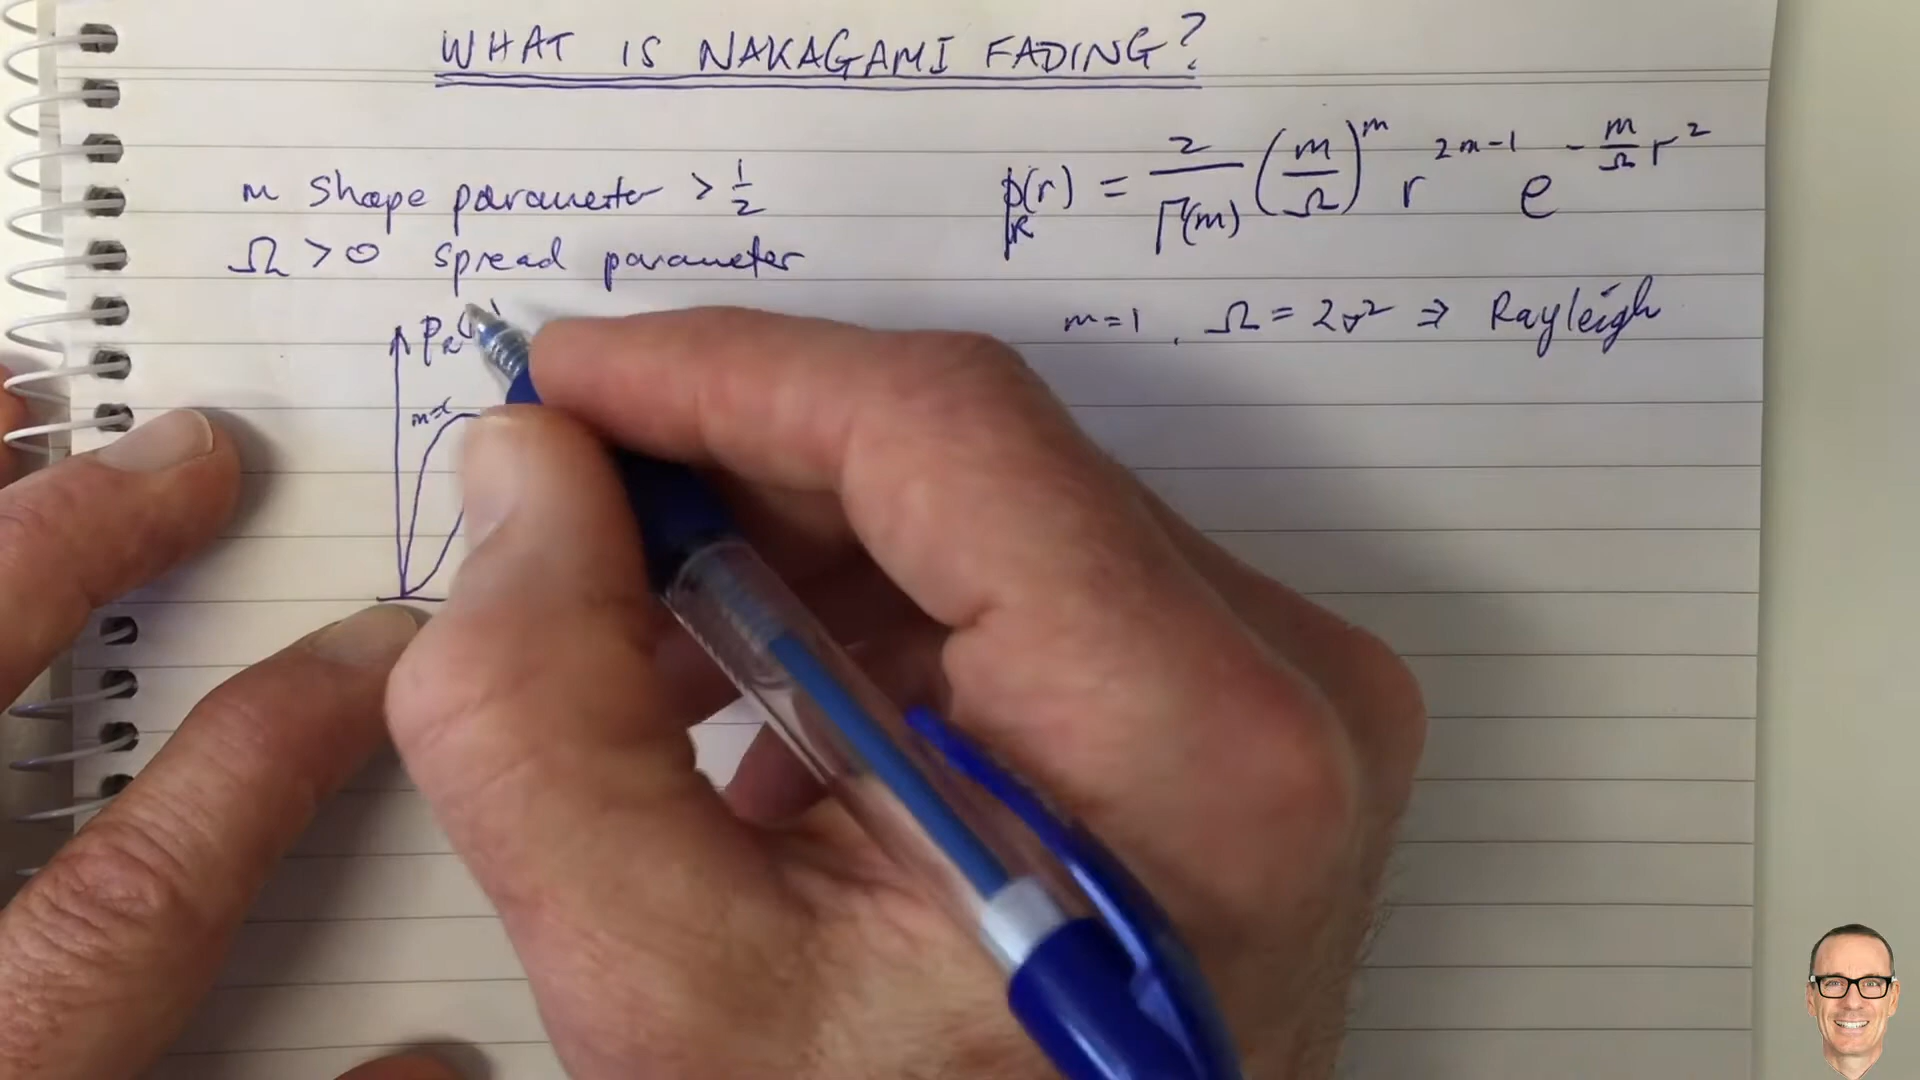 WHAT IS NAKAGAMI FADING?
m shape parameter > 1/2
Ω > 0 spread parameter
p_R(r) = 2/Γ(m) (m/Ω)^m r^(2m-1) e^(-m/Ω r^2)
m=1, Ω = 2σ^2 ⇒ Rayleigh
p_R(